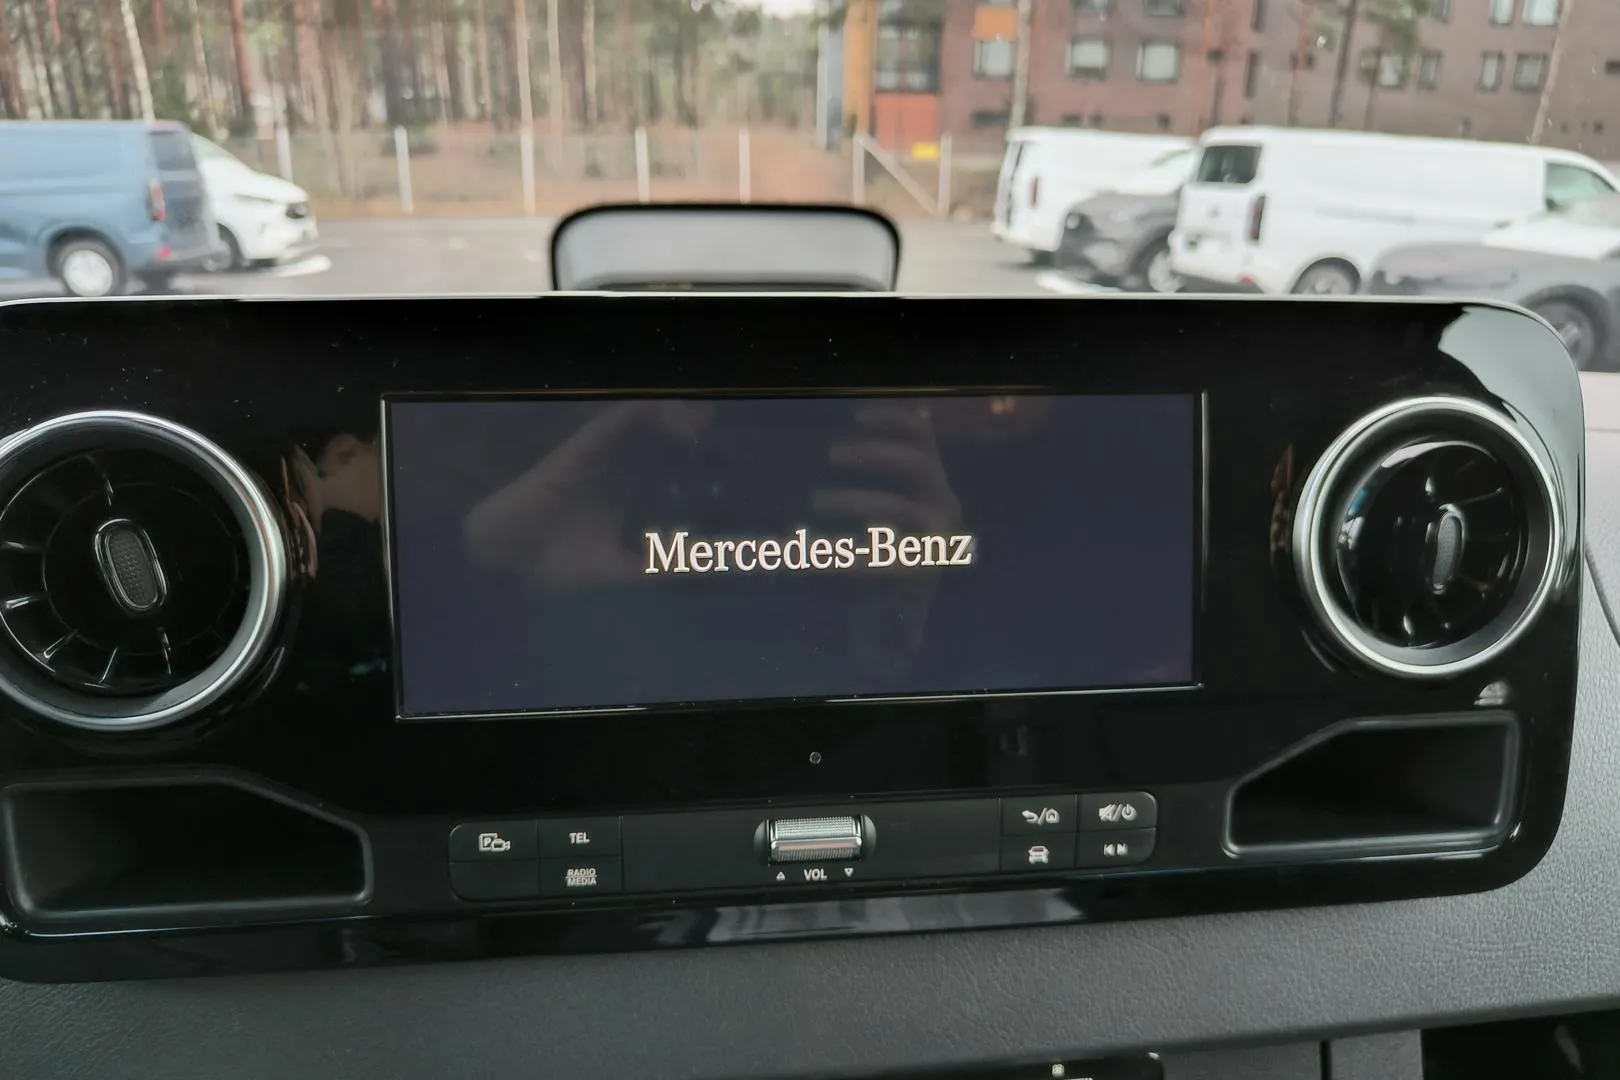 Mercedes-Benz
P
TEL
RADIO
MEDIA
VOL